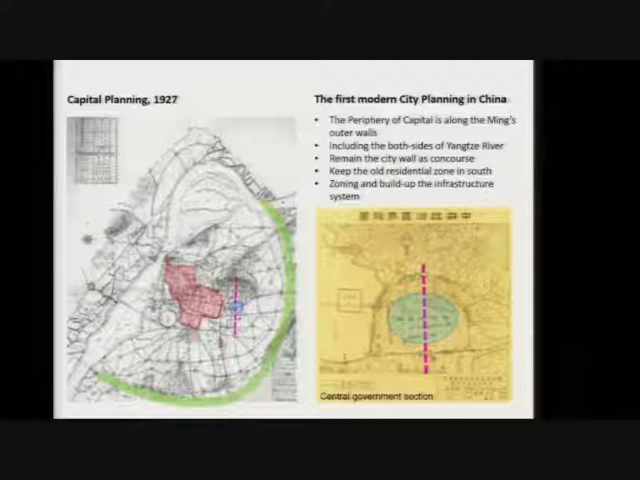 Capital Planning, 1927
The first modern City Planning in China
• The Periphery of Capital is along the Ming's
outer walls
• Including the both-sides of Yangtze River
• Remain the city wall as concourse
• Keep the old residential zone in south
• Zoning and build-up the infrastructure
system
Central government section